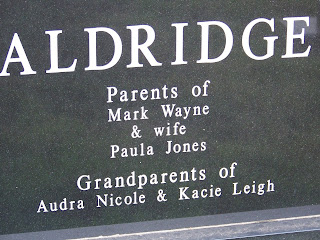 ALDRIDGE
Parents of
Mark Wayne
& wife
Paula Jones
Grandparents of
Audra Nicole & Kacie Leigh